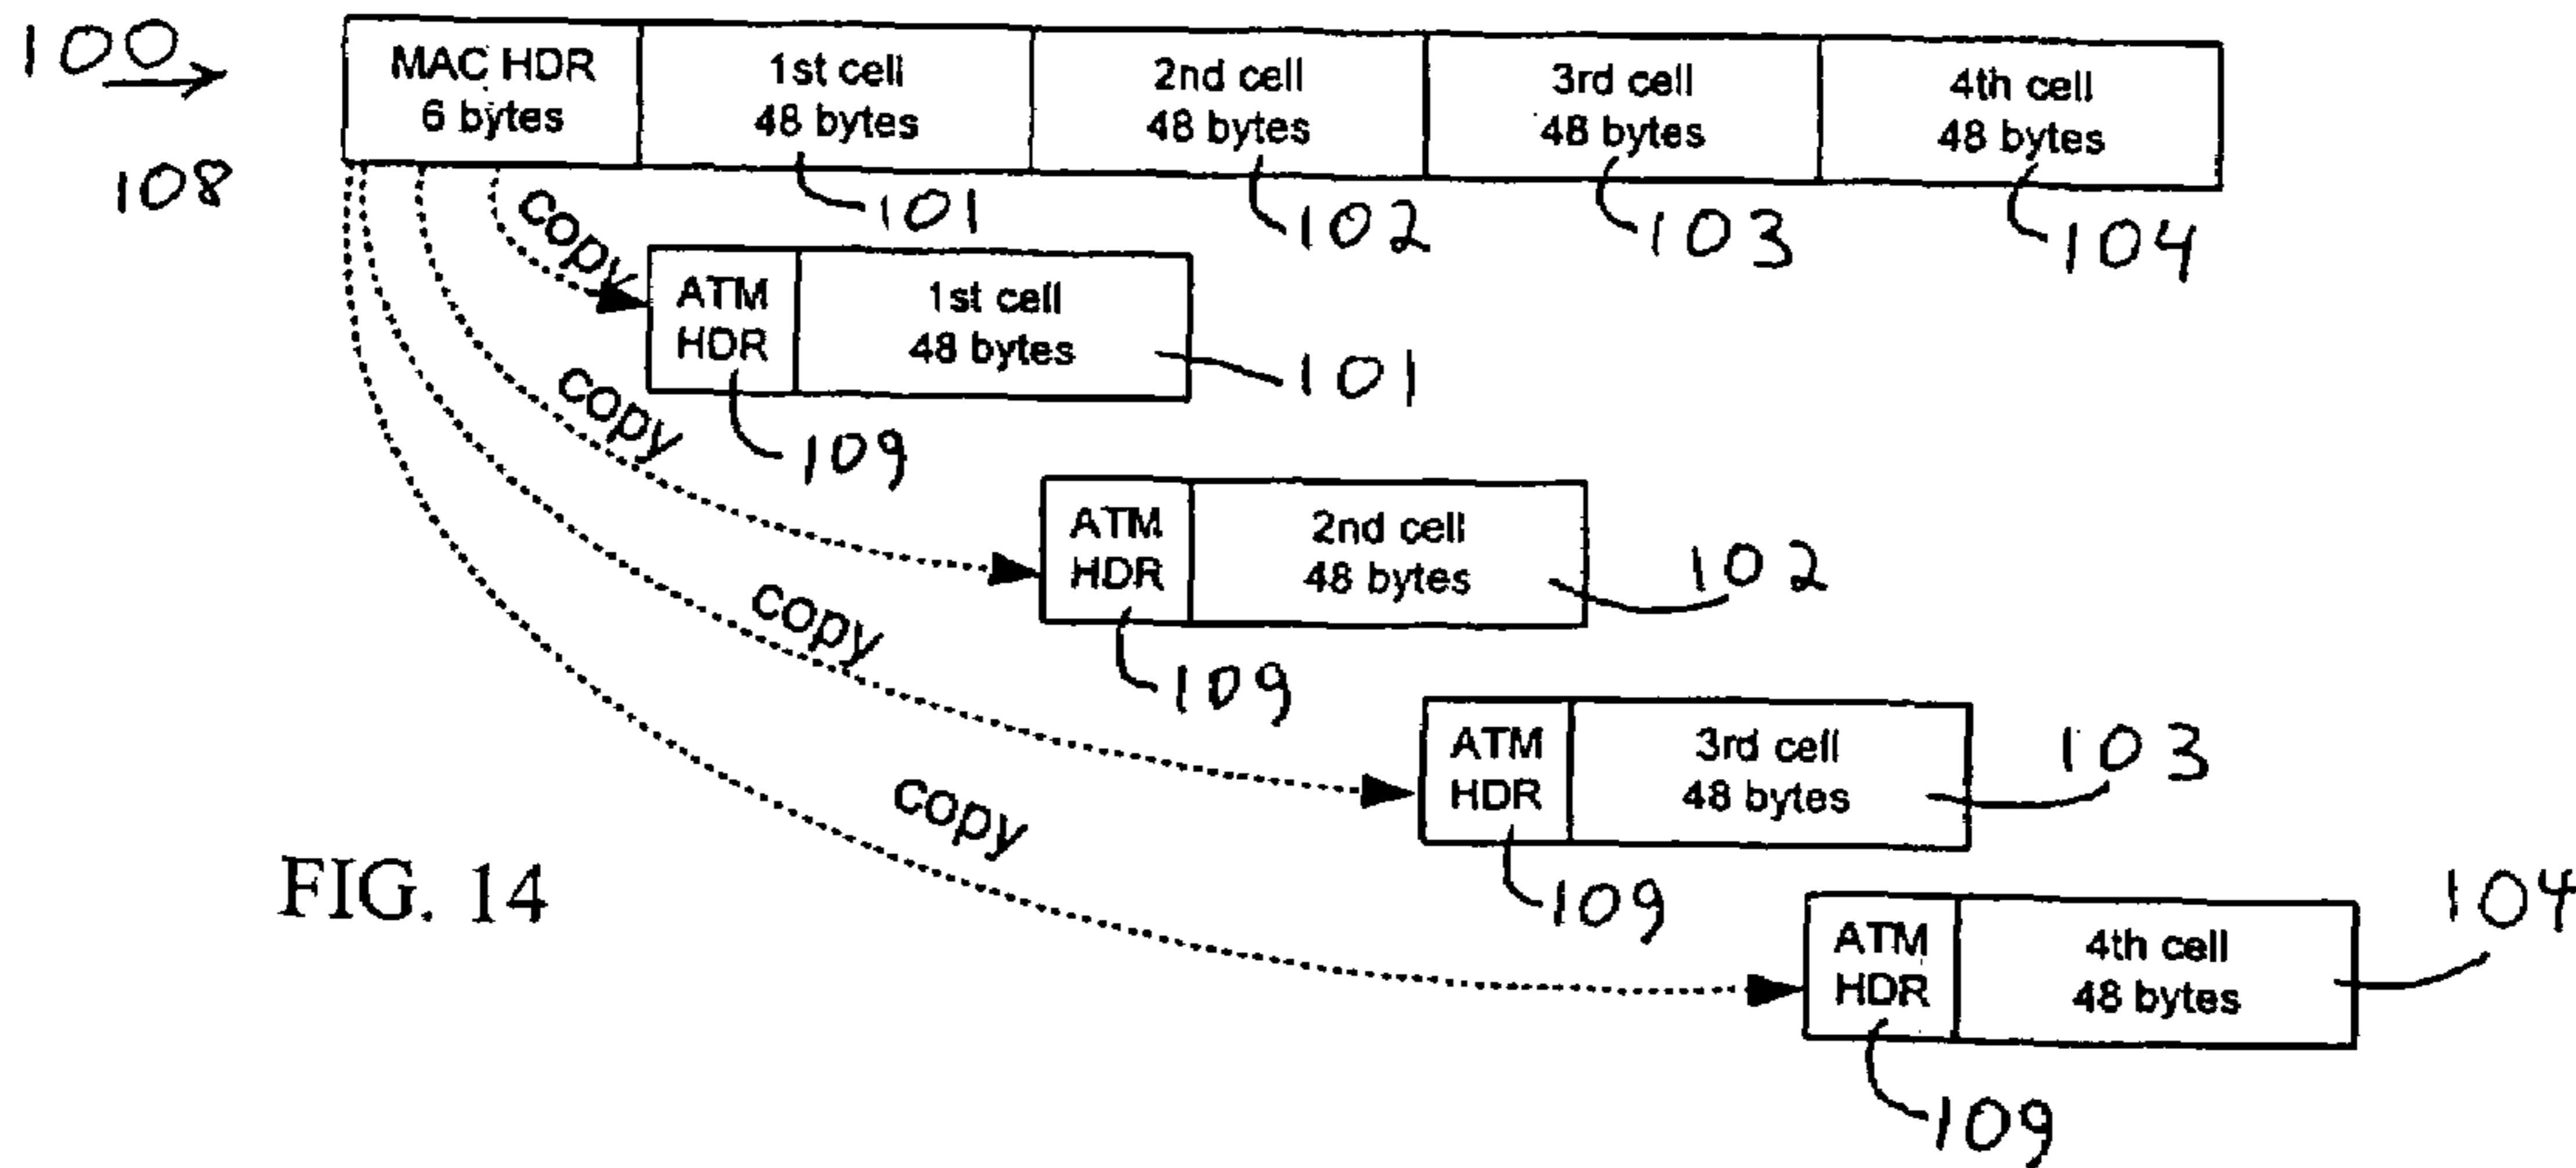 100
MAC HDR
6 bytes
1st cell
48 bytes
2nd cell
48 bytes
3rd cell
48 bytes
4th cell
48 bytes
108
101
102
103
104
copy
ATM
HDR
1st cell
48 bytes
101
109
copy
ATM
HDR
2nd cell
48 bytes
102
109
copy
ATM
HDR
3rd cell
48 bytes
103
109
copy
ATM
HDR
4th cell
48 bytes
104
109
FIG. 14